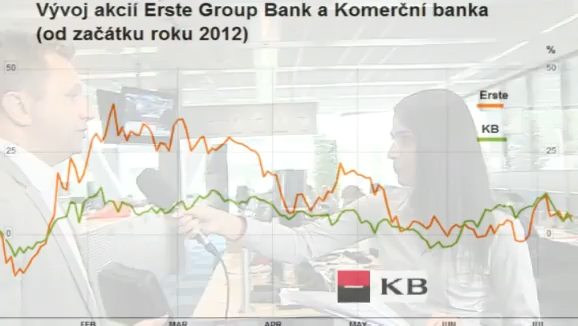 Vývoj akcií Erste Group Bank a Komerční banka
(od začátku roku 2012)
%
50 50
Erste
KB
25 25
0 0
KB
FEB MAR APR MAY JUN JUL